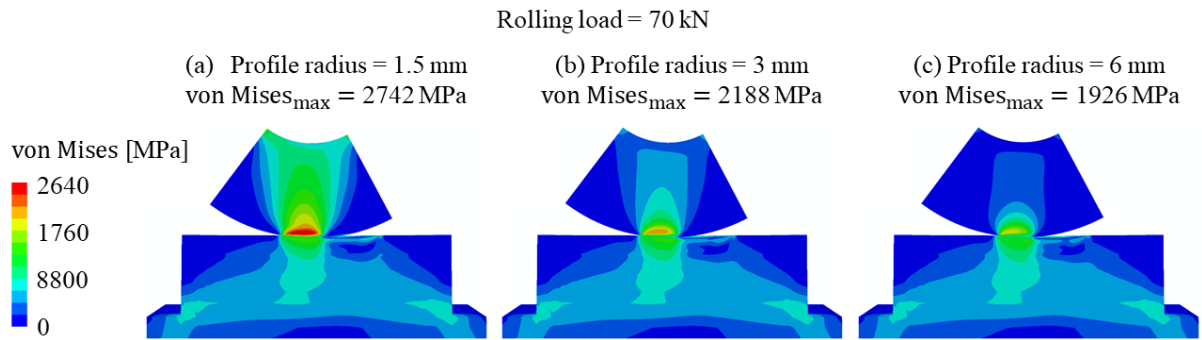 Rolling load = 70 kN
(a) Profile radius = 1.5 mm
von Mises_max = 2742 MPa
(b) Profile radius = 3 mm
von Mises_max = 2188 MPa
(c) Profile radius = 6 mm
von Mises_max = 1926 MPa
von Mises [MPa]
2640
1760
8800
0